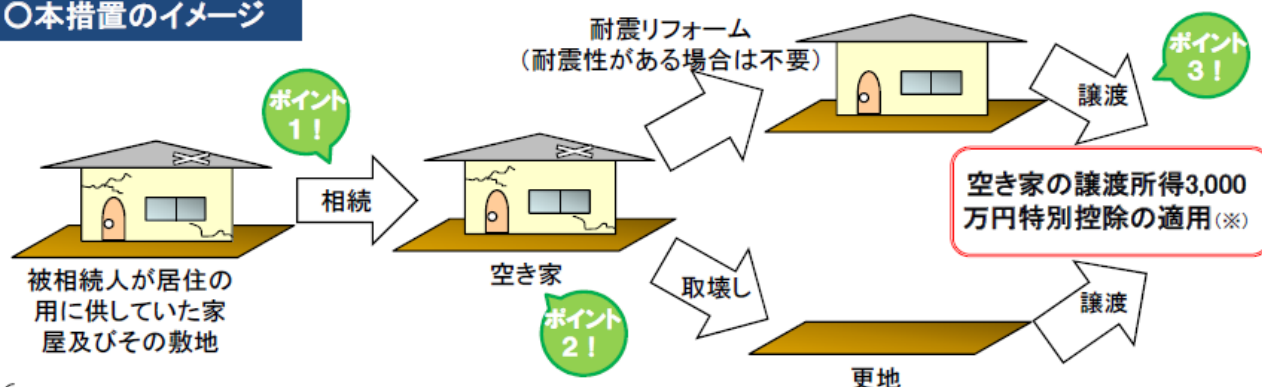 〇本措置のイメージ
耐震リフォーム
（耐震性がある場合は不要）
ポイント
1！
相続
被相続人が居住の
用に供していた家
屋及びその敷地
空き家
ポイント
2！
取壊し
更地
譲渡
ポイント
3！
空き家の譲渡所得3,000
万円特別控除の適用(※)
譲渡